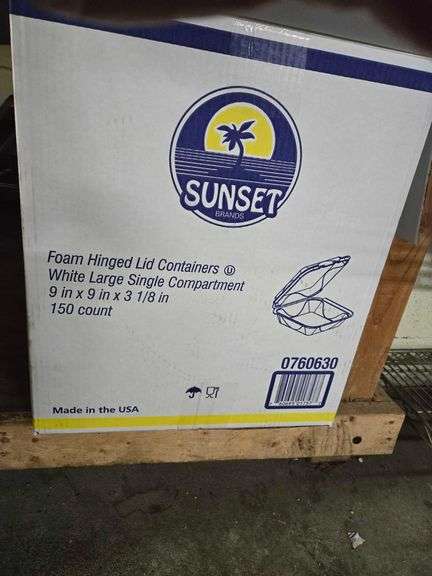 SUNSET
BRANDS
Foam Hinged Lid Containers U
White Large Single Compartment
9 in x 9 in x 3 1/8 in
150 count
0760630
Made in the USA